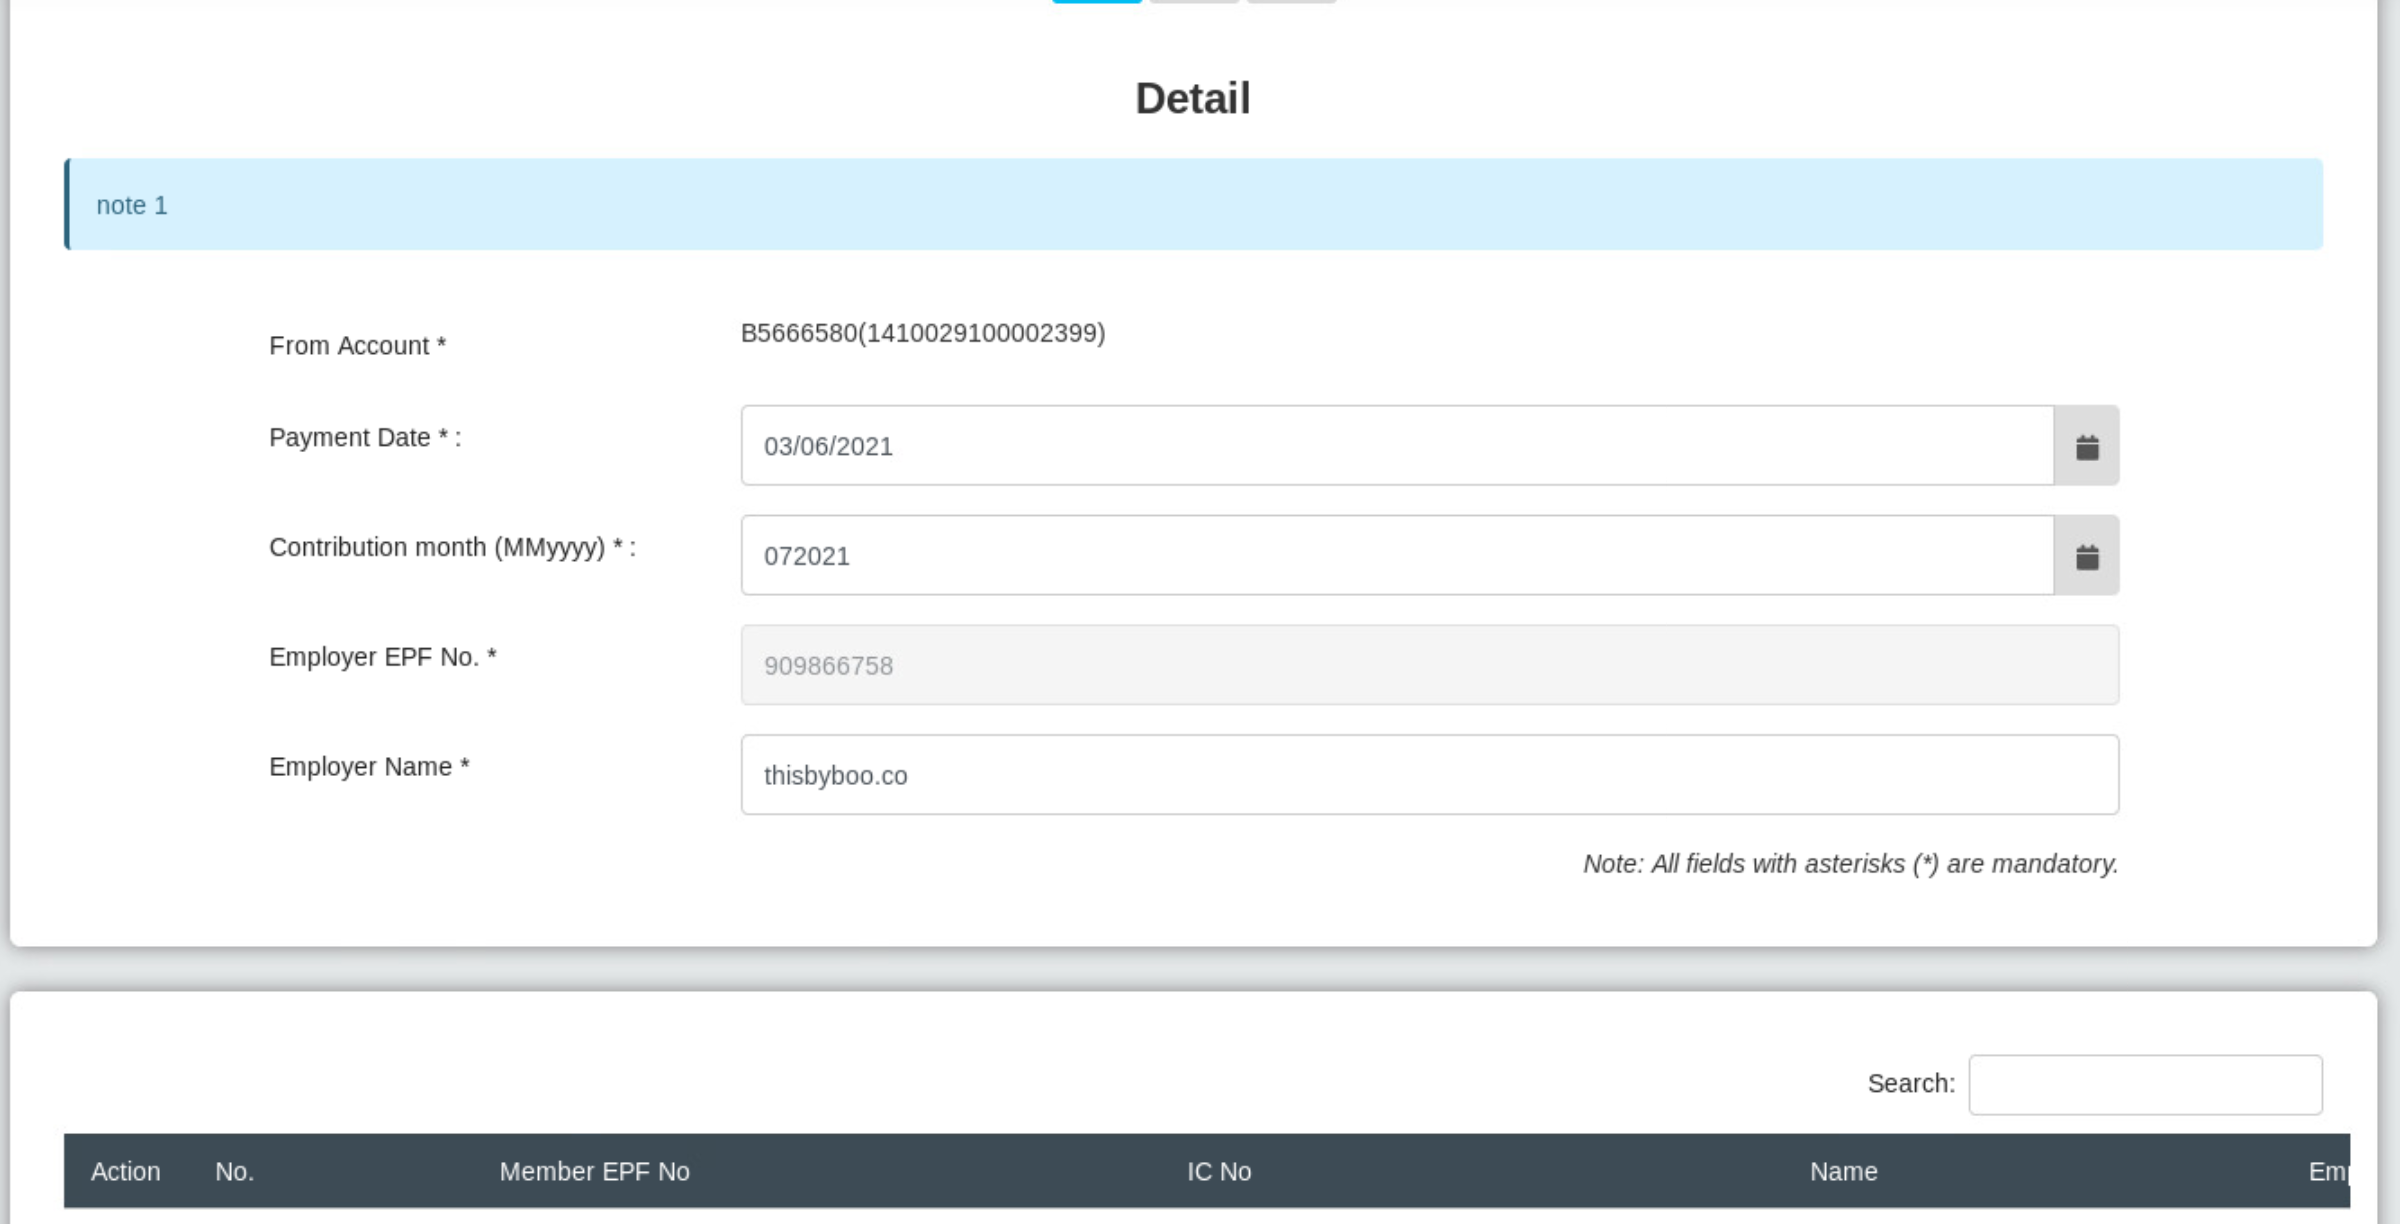 Detail
note 1
From Account *
B5666580(1410029100002399)
Payment Date * :
03/06/2021
Contribution month (MMyyyy) * :
072021
Employer EPF No. *
909866758
Employer Name *
thisbyboo.co
Note: All fields with asterisks (*) are mandatory.
Search:
Action No. Member EPF No IC No Name